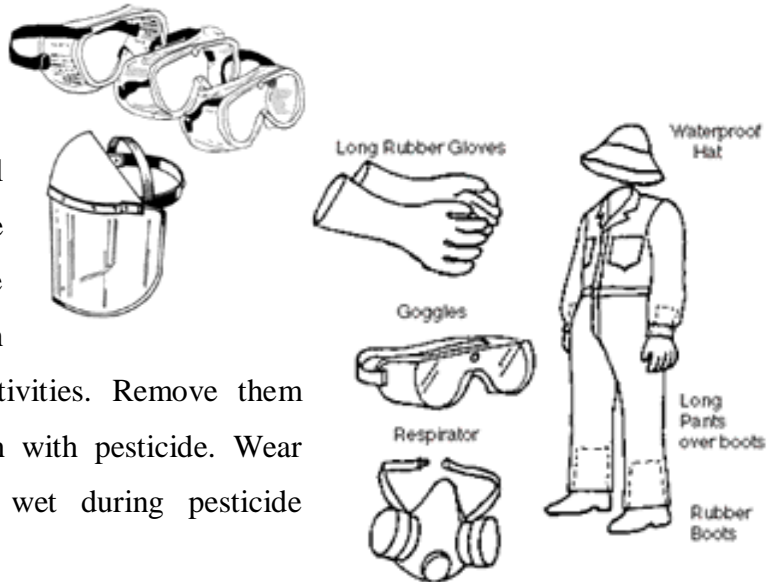 l
e
e
n
tivities. Remove them
n with pesticide. Wear
wet during pesticide
Long Rubber Gloves
Goggles
Respirator
Waterproof
Hat
Long
Pants
over boots
Rubber
Boots